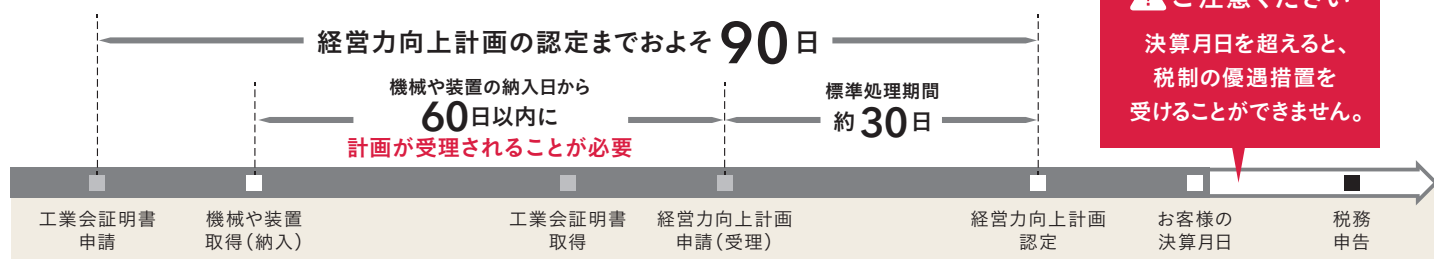 ご注意ください
決算月日を超えると、
税制の優遇措置を
受けることができません。
経営力向上計画の認定までおよそ90日
機械や装置の納入日から
60日以内に
計画が受理されることが必要
標準処理期間
約30日
工業会証明書
申請
機械や装置
取得(納入)
工業会証明書
取得
経営力向上計画
申請(受理)
経営力向上計画
認定
お客様の
決算月日
税務
申告